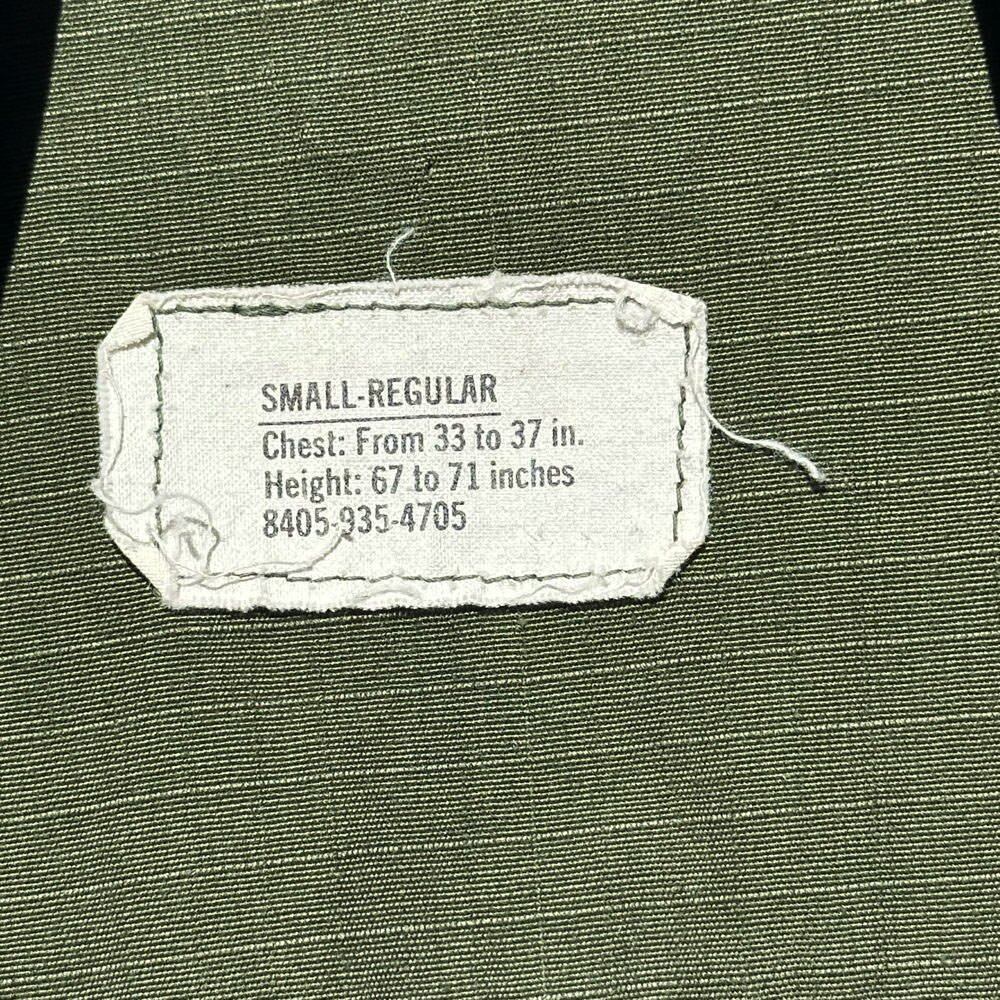 SMALL-REGULAR
Chest: From 33 to 37 in.
Height: 67 to 71 inches
8405-935-4705